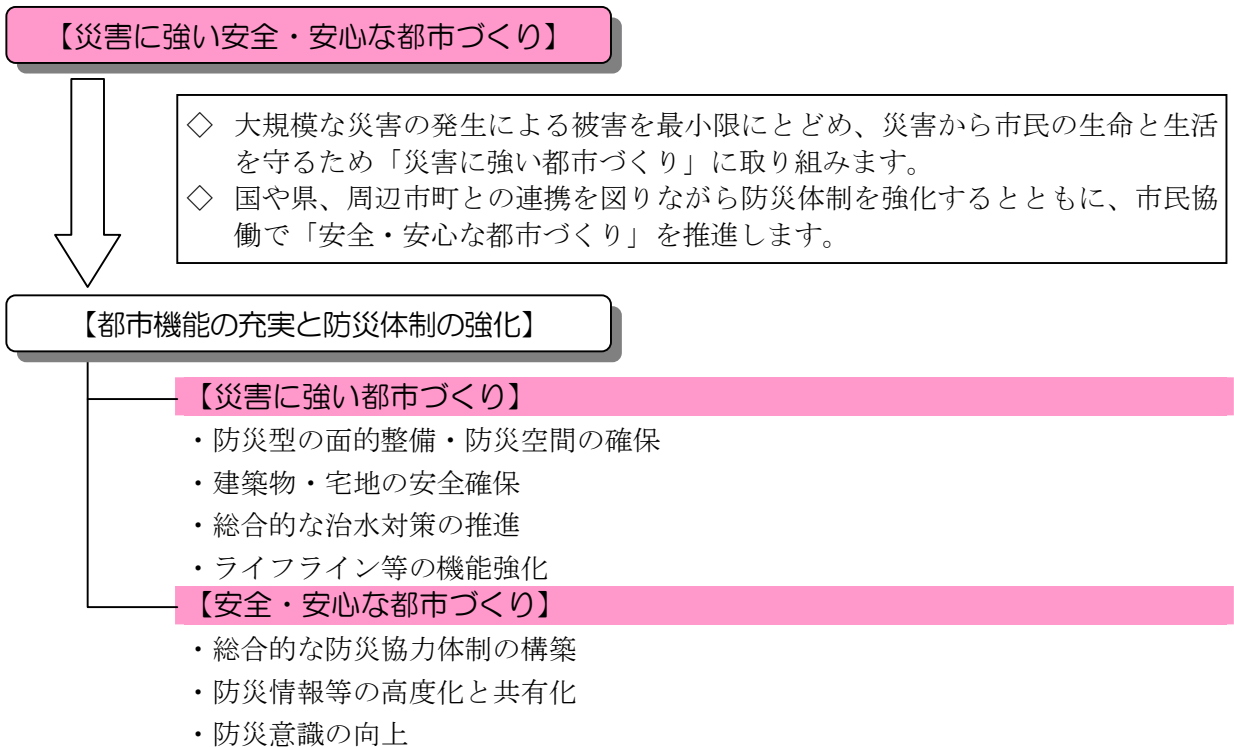 【災害に強い安全・安心な都市づくり】
◇ 大規模な災害の発生による被害を最小限にとどめ、災害から市民の生命と生活
を守るため「災害に強い都市づくり」に取り組みます。
◇ 国や県、周辺市町との連携を図りながら防災体制を強化するとともに、市民協
働で「安全・安心な都市づくり」を推進します。
【都市機能の充実と防災体制の強化】
【災害に強い都市づくり】
・防災型の面的整備・防災空間の確保
・建築物・宅地の安全確保
・総合的な治水対策の推進
・ライフライン等の機能強化
【安全・安心な都市づくり】
・総合的な防災協力体制の構築
・防災情報等の高度化と共有化
・防災意識の向上